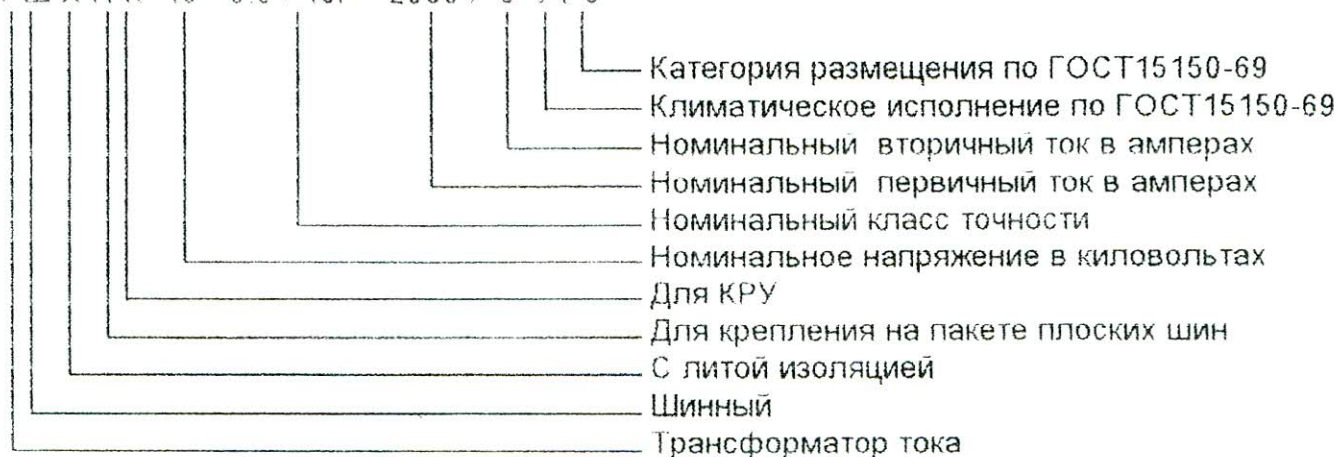 Категория размещения по ГОСТ15150-69
Климатическое исполнение по ГОСТ15150-69
Номинальный вторичный ток в амперах
Номинальный первичный ток в амперах
Номинальный класс точности
Номинальное напряжение в киловольтах
Для КРУ
Для крепления на пакете плоских шин
С литой изоляцией
Шинный
Трансформатор тока